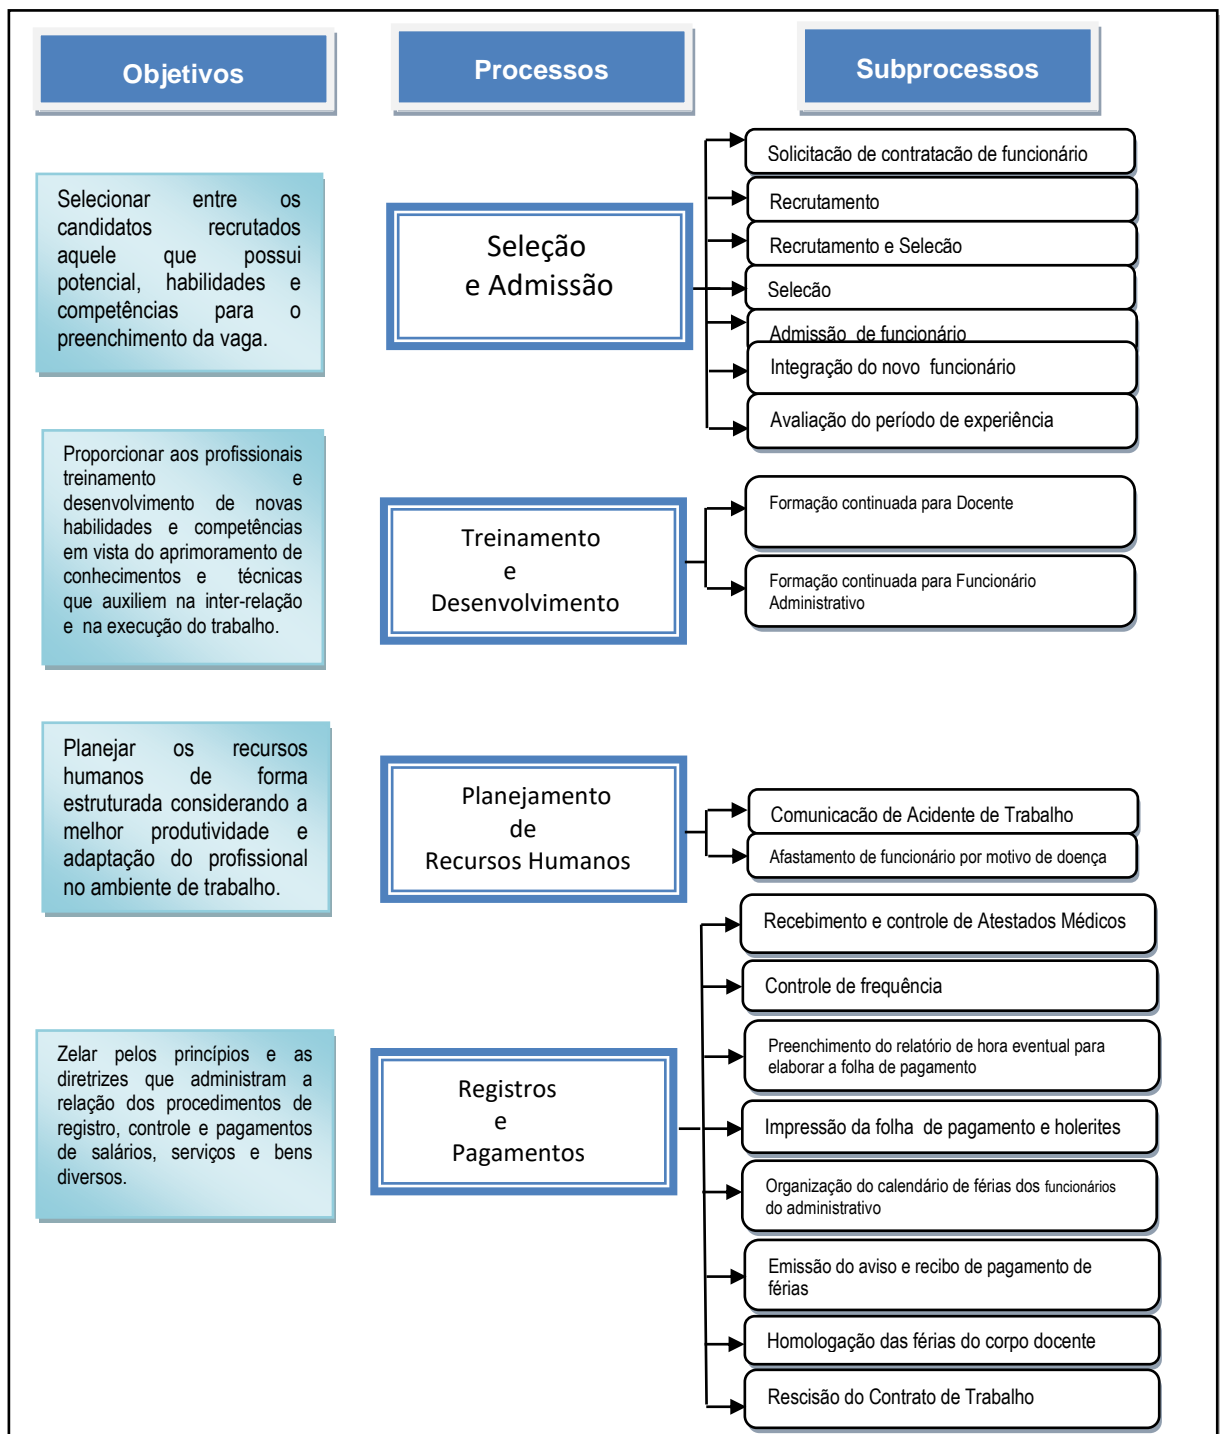 Objetivos
Processos
Subprocessos
Selecionar entre os
candidatos recrutados
aquele que possui
potencial, habilidades e
competências para o
preenchimento da vaga.
Seleção
e Admissão
Solicitacão de contratacão de funcionário
Recrutamento
Recrutamento e Selecão
Selecão
Admissão de funcionário
Integração do novo funcionário
Avaliação do período de experiência
Proporcionar aos profissionais
treinamento e
desenvolvimento de novas
habilidades e competências
em vista do aprimoramento de
conhecimentos e técnicas
que auxiliem na inter-relação
e na execução do trabalho.
Treinamento
e
Desenvolvimento
Formação continuada para Docente
Formação continuada para Funcionário
Administrativo
Planejar os recursos
humanos de forma
estruturada considerando a
melhor produtividade e
adaptação do profissional
no ambiente de trabalho.
Planejamento
de
Recursos Humanos
Comunicacão de Acidente de Trabalho
Afastamento de funcionário por motivo de doença
Zelar pelos princípios e as
diretrizes que administram a
relação dos procedimentos de
registro, controle e pagamentos
de salários, serviços e bens
diversos.
Registros
e
Pagamentos
Recebimento e controle de Atestados Médicos
Controle de frequência
Preenchimento do relatório de hora eventual para
elaborar a folha de pagamento
Impressão da folha de pagamento e holerites
Organização do calendário de férias dos funcionários
do administrativo
Emissão do aviso e recibo de pagamento de
férias
Homologação das férias do corpo docente
Rescisão do Contrato de Trabalho